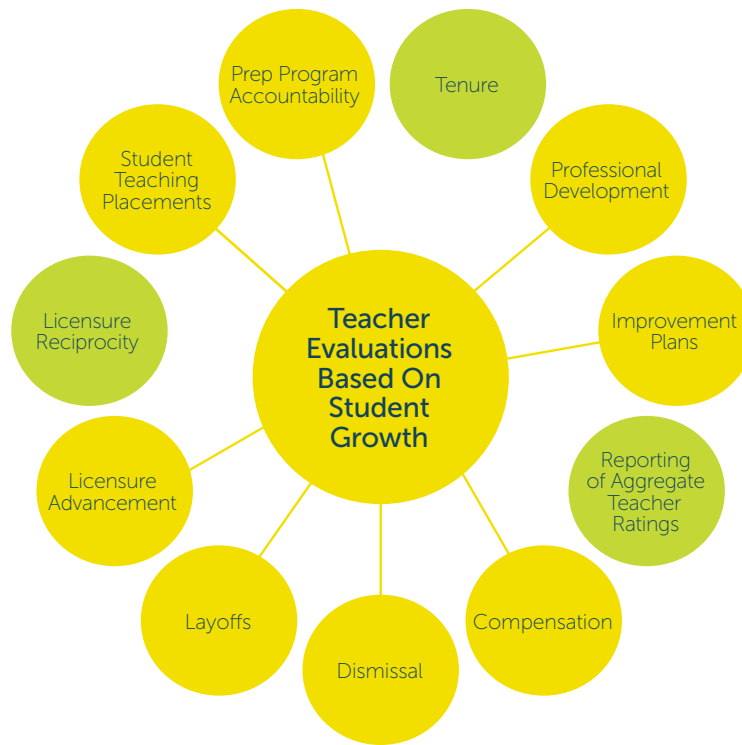 Prep Program
Accountability
Tenure
Student
Teaching
Placements
Professional
Development
Licensure
Reciprocity
Teacher
Evaluations
Based On
Student
Growth
Improvement
Plans
Licensure
Advancement
Reporting
of Aggregate
Teacher
Ratings
Layoffs
Compensation
Dismissal